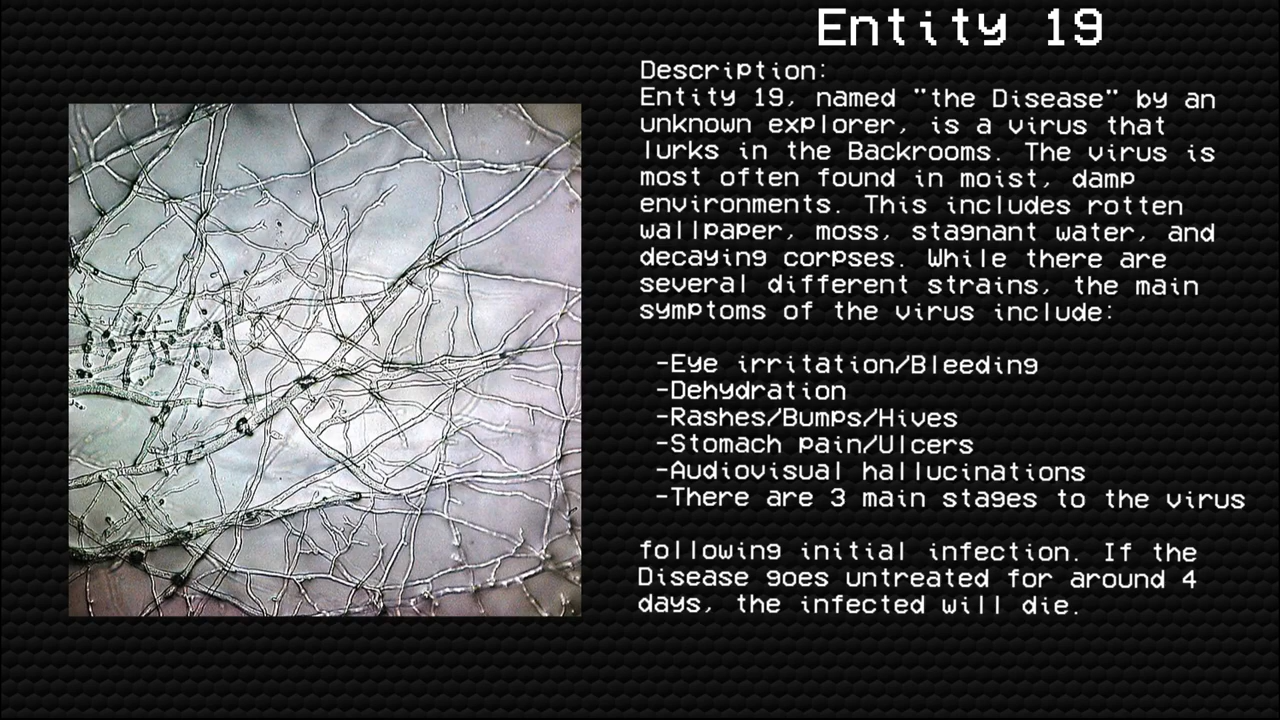 Entity 19
Description:
Entity 19, named "the Disease" by an
unknown explorer, is a virus that
lurks in the Backrooms. The virus is
most often found in moist, damp
environments. This includes rotten
wallpaper, moss, stagnant water, and
decaying corpses. While there are
several different strains, the main
symptoms of the virus include:
-Eye irritation/Bleeding
-Dehydration
-Rashes/Bumps/Hives
-Stomach pain/Ulcers
-Audiovisual hallucinations
-There are 3 main stages to the virus
following initial infection. If the
Disease goes untreated for around 4
days, the infected will die.